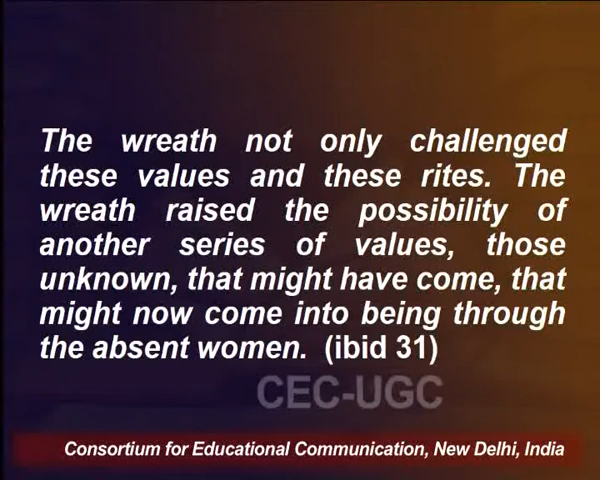 The wreath not only challenged
these values and these rites. The
wreath raised the possibility of
another series of values, those
unknown, that might have come, that
might now come into being through
the absent women. (ibid 31)
CEC-UGC
Consortium for Educational Communication, New Delhi, India